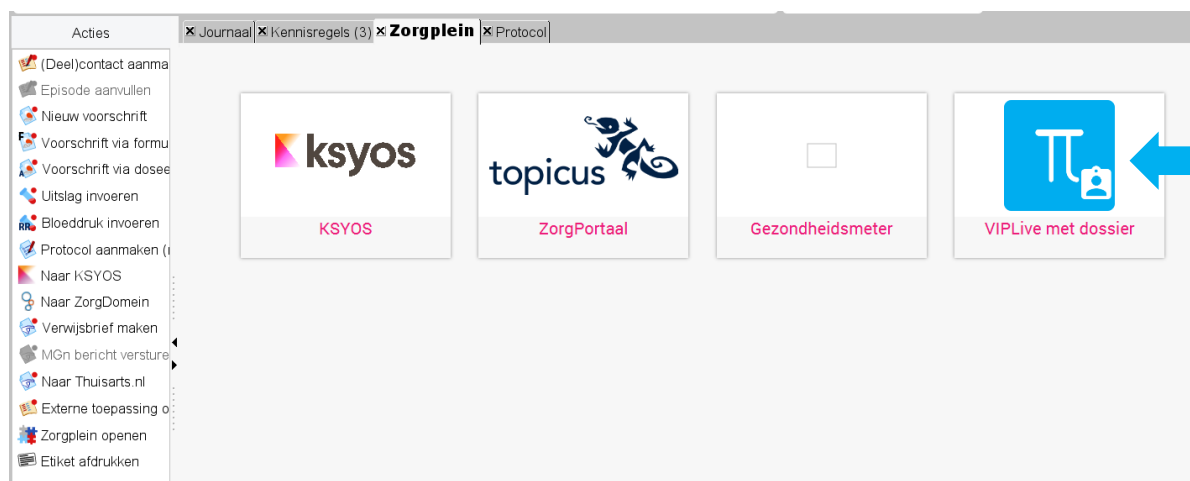 Acties
Journaal Kennisregels (3) Zorgplein Protocol
(Deel)contact aanma
Episode aanvullen
Nieuw voorschrift
Voorschrift via formu
Voorschrift via dosee
Uitslag invoeren
Bloeddruk invoeren
Protocol aanmaken (
Naar KSYOS
Naar ZorgDomein
Verwijsbrief maken
MGn bericht versture
Naar Thuisarts.nl
Externe toepassing o
Zorgplein openen
Etiket afdrukken
ksyos
KSYOS
topicus
ZorgPortaal
Gezondheidsmeter
π
VIPLive met dossier